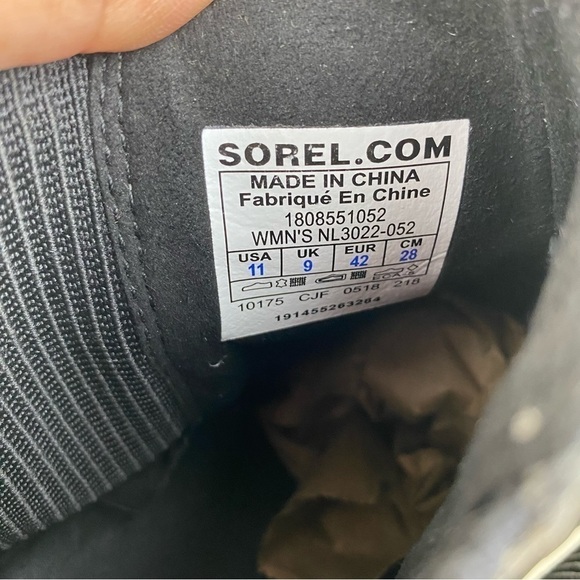 SOREL.COM
MADE IN CHINA
Fabriqué En Chine
1808551052
WMN'S NL3022-052
USA UK EUR CM
11 9 42 28
10175 CJF 0518 218
191455263264